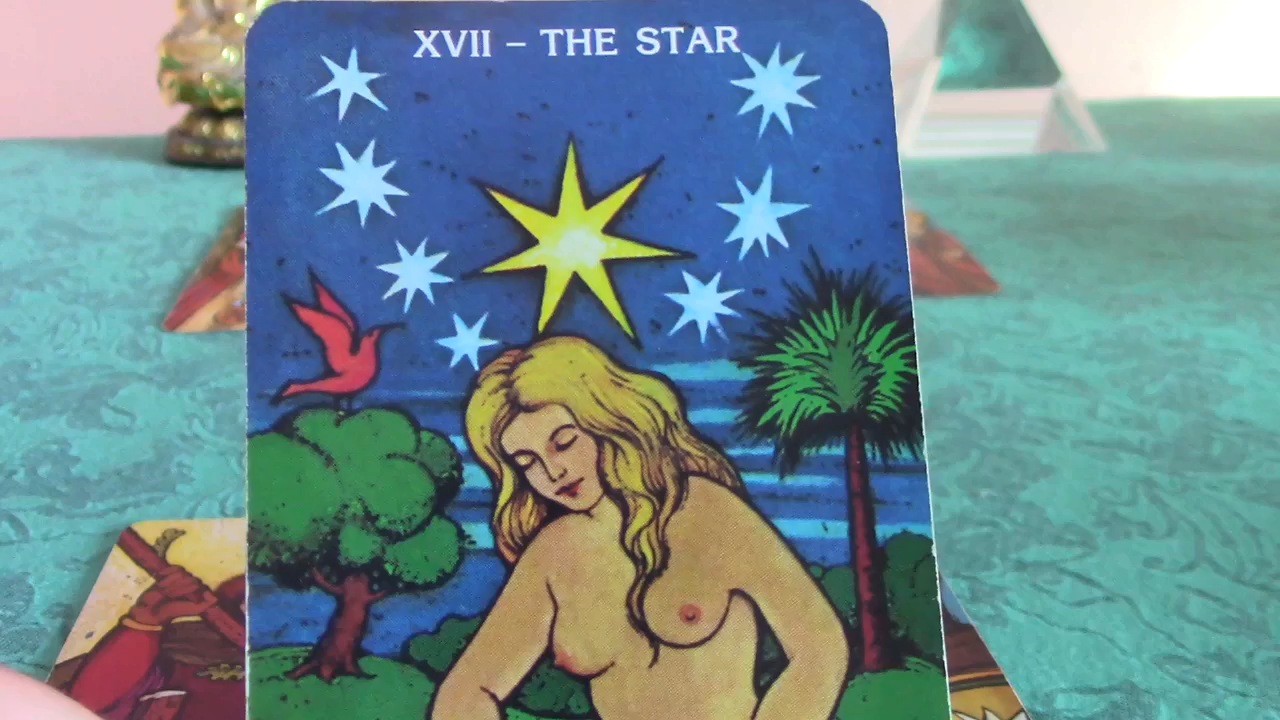 XVII – THE STAR